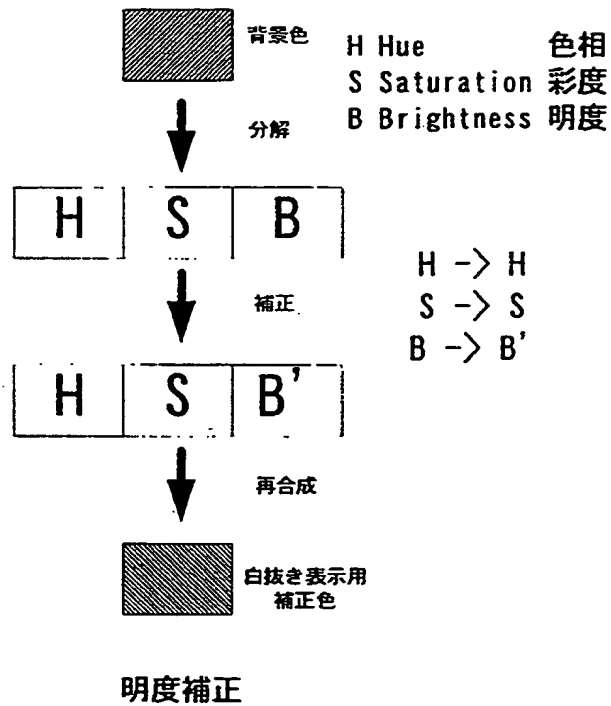 背景色
H Hue 色相
S Saturation 彩度
B Brightness 明度
分解
H S B
H -> H
S -> S
B -> B'
補正
H S B'
再合成
白抜き表示用
補正色
明度補正